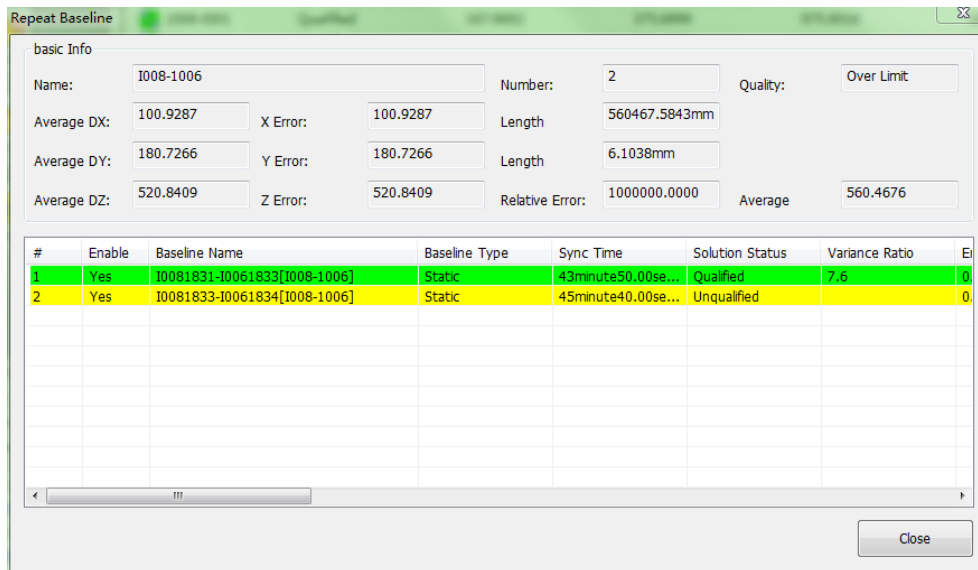 Repeat Baseline
basic Info
Name: I008-1006 Number: 2 Quality: Over Limit
Average DX: 100.9287 X Error: 100.9287 Length 560467.5843mm
Average DY: 180.7266 Y Error: 180.7266 Length 6.1038mm
Average DZ: 520.8409 Z Error: 520.8409 Relative Error: 1000000.0000 Average 560.4676
# Enable Baseline Name Baseline Type Sync Time Solution Status Variance Ratio
1 Yes I0081831-I0061833[I008-1006] Static 43minute50.00se... Qualified 7.6 0.
2 Yes I0081833-I0061834[I008-1006] Static 45minute40.00se... Unqualified 0.
Close